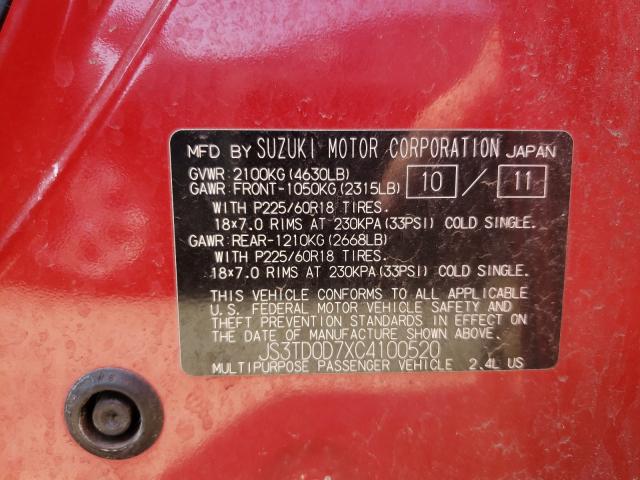 MFD BY SUZUKI MOTOR CORPORATION JAPAN
GVWR: 2100KG (4630LB)
GAWR: FRONT-1050KG (2315LB) 10 / 11
WITH P225/60R18 TIRES.
18×7.0 RIMS AT 230KPA (33PSI) COLD SINGLE.
GAWR: REAR-1210KG (2668LB)
WITH P225/60R18 TIRES.
18×7.0 RIMS AT 230KPA (33PSI) COLD SINGLE.
THIS VEHICLE CONFORMS TO ALL APPLICABLE
U.S. FEDERAL MOTOR VEHICLE SAFETY AND
THEFT PREVENTION STANDARDS IN EFFECT ON
THE DATE OF MANUFACTURE SHOWN ABOVE.
JS3TD0D7XC4100520
MULTIPURPOSE PASSENGER VEHICLE 2.4L US